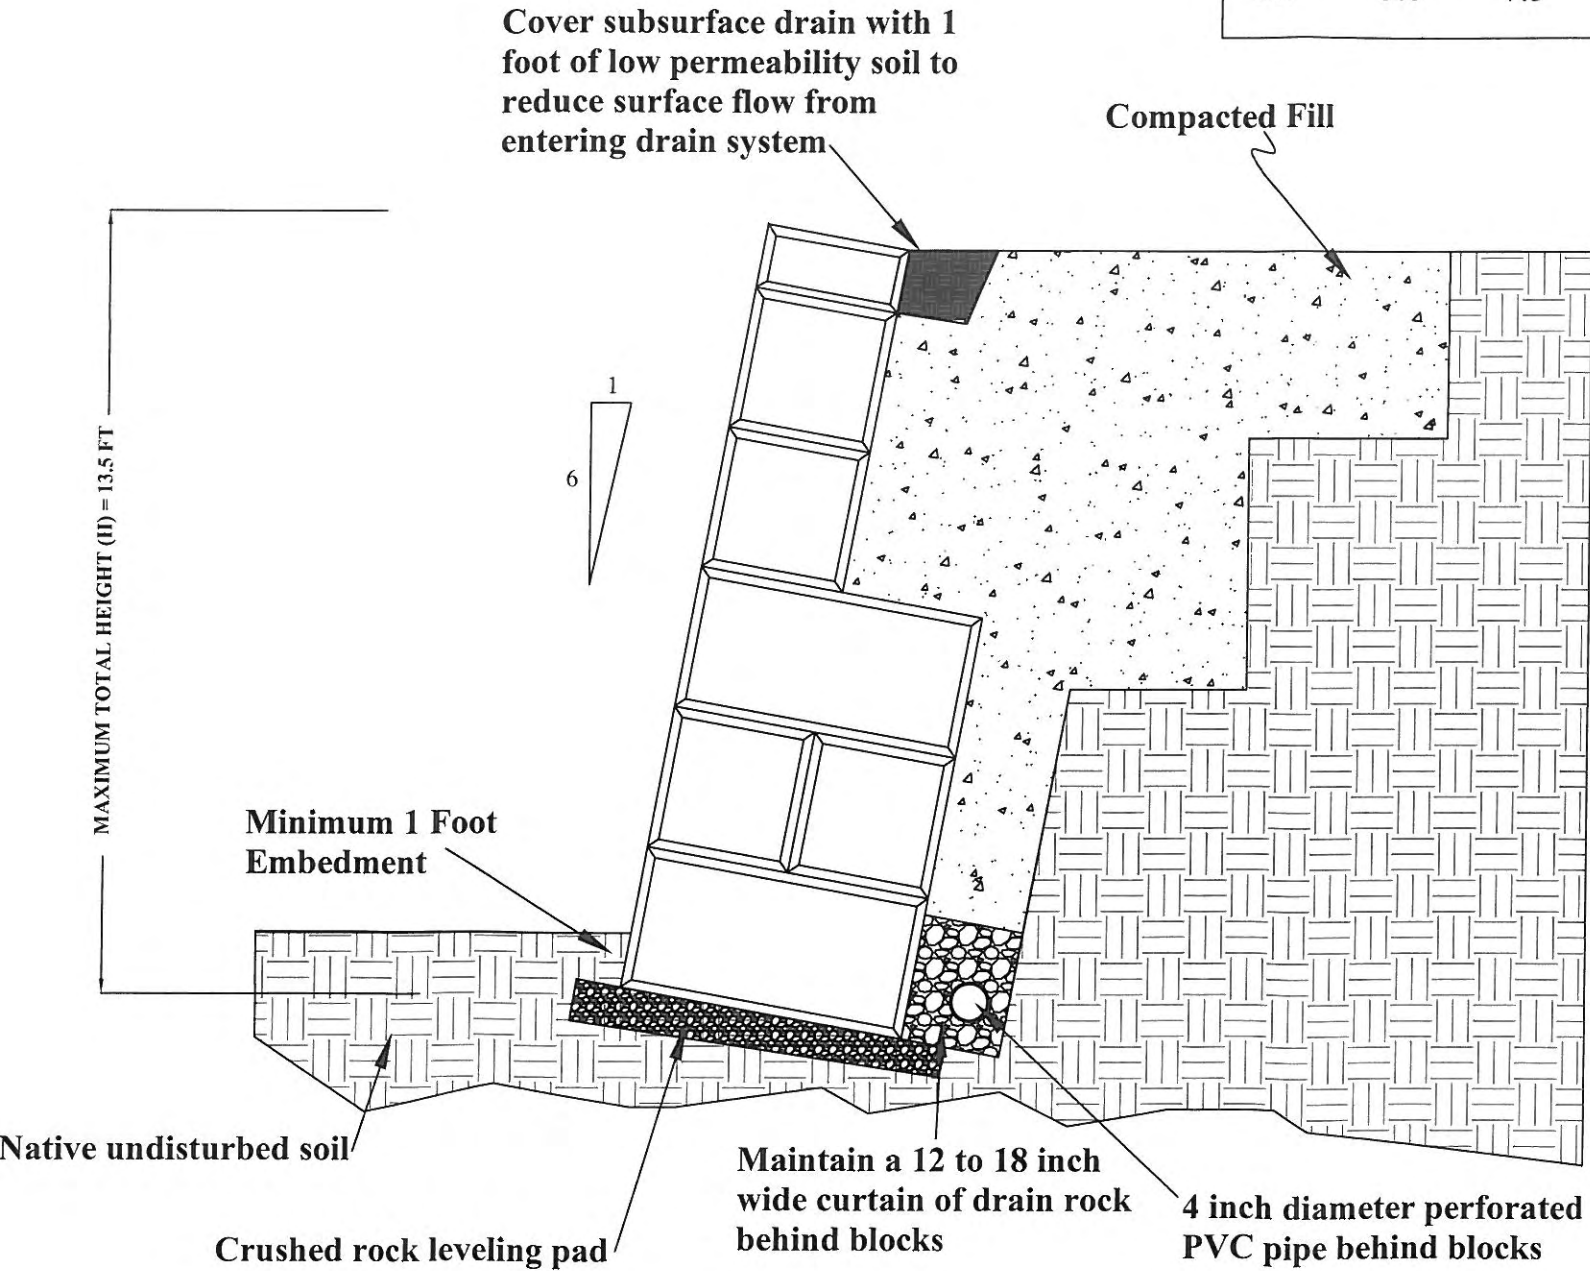 Cover subsurface drain with 1
foot of low permeability soil to
reduce surface flow from
entering drain system
Compacted Fill
1
6
MAXIMUM TOTAL HEIGHT (H) = 13.5 FT
Minimum 1 Foot
Embedment
Native undisturbed soil
Crushed rock leveling pad
Maintain a 12 to 18 inch
wide curtain of drain rock
behind blocks
4 inch diameter perforated
PVC pipe behind blocks